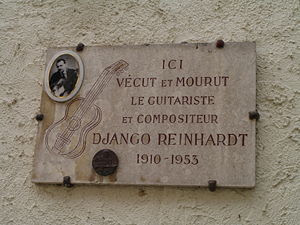 ICI
VÉCUT ET MOURUT
LE GUITARISTE
ET COMPOSITEUR
DJANGO REINHARDT
1910-1953